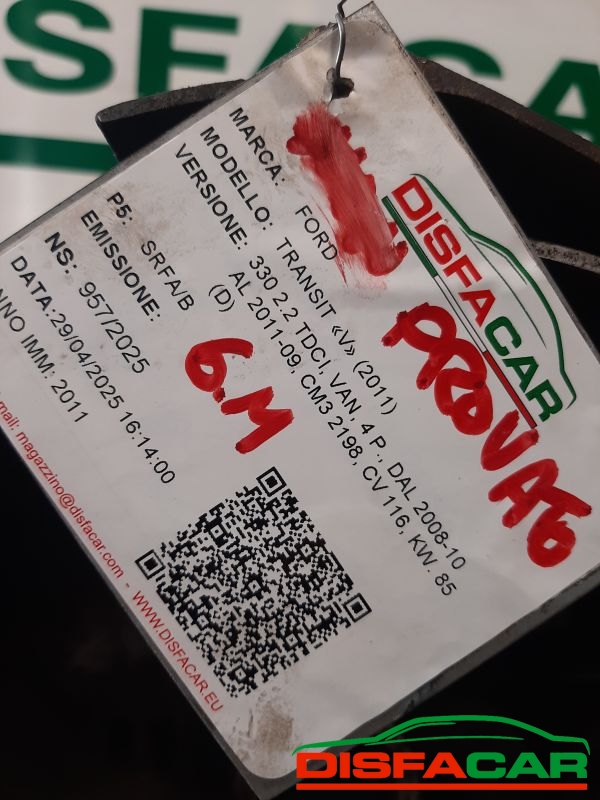 SFACA
DISFACAR
MARCA: FORD
MODELLO: TRANSIT «V» (2011)
VERSIONE: 330 2.2 TDCI, VAN, 4 P., DAL 2008-10
AL 2011-09, CM3 2198, CV 116, KW. 85
(D)
P5: SRFA/B
EMISSIONE:
NS: 957/2025
DATA: 29/04/2025 16:14:00
NNO IMM: 2011
PROVATO
6.M
mail: magazzino@disfacar.com - WWW.DISFACAR.EU
DISFACAR